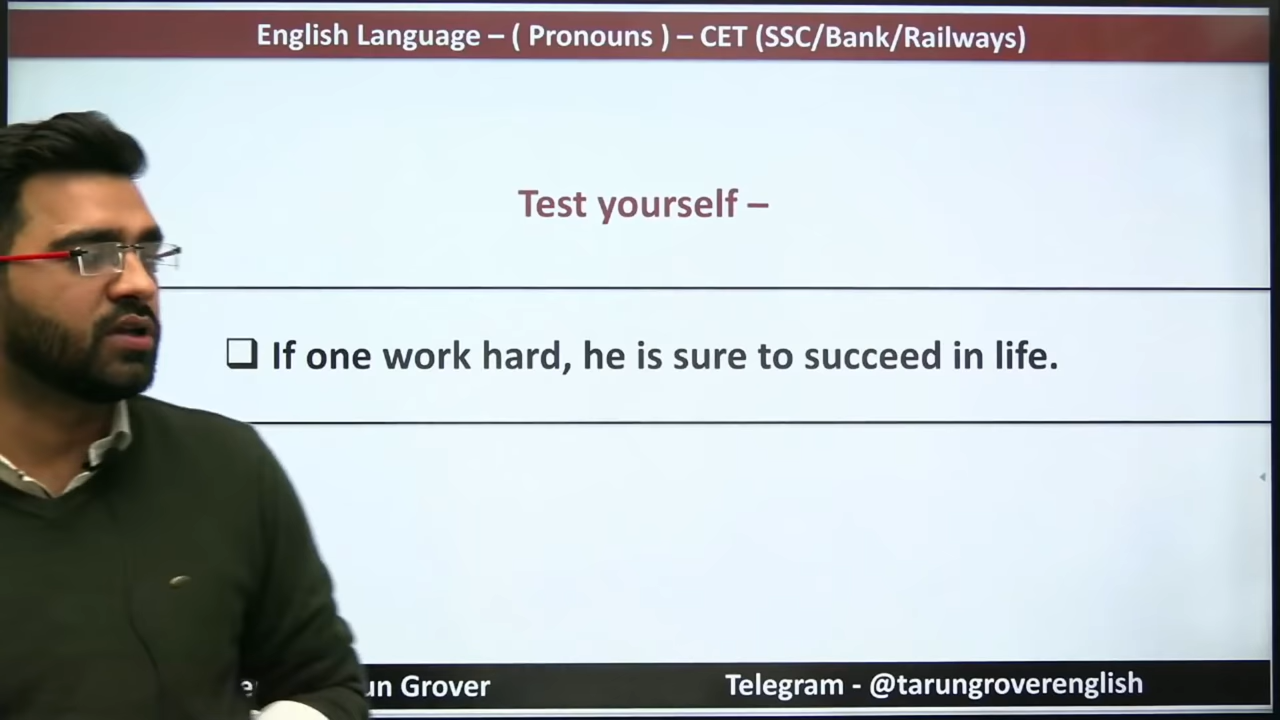 English Language – ( Pronouns ) – CET (SSC/Bank/Railways)
Test yourself –
❑ If one work hard, he is sure to succeed in life.
Grover
Telegram - @tarungroverenglish